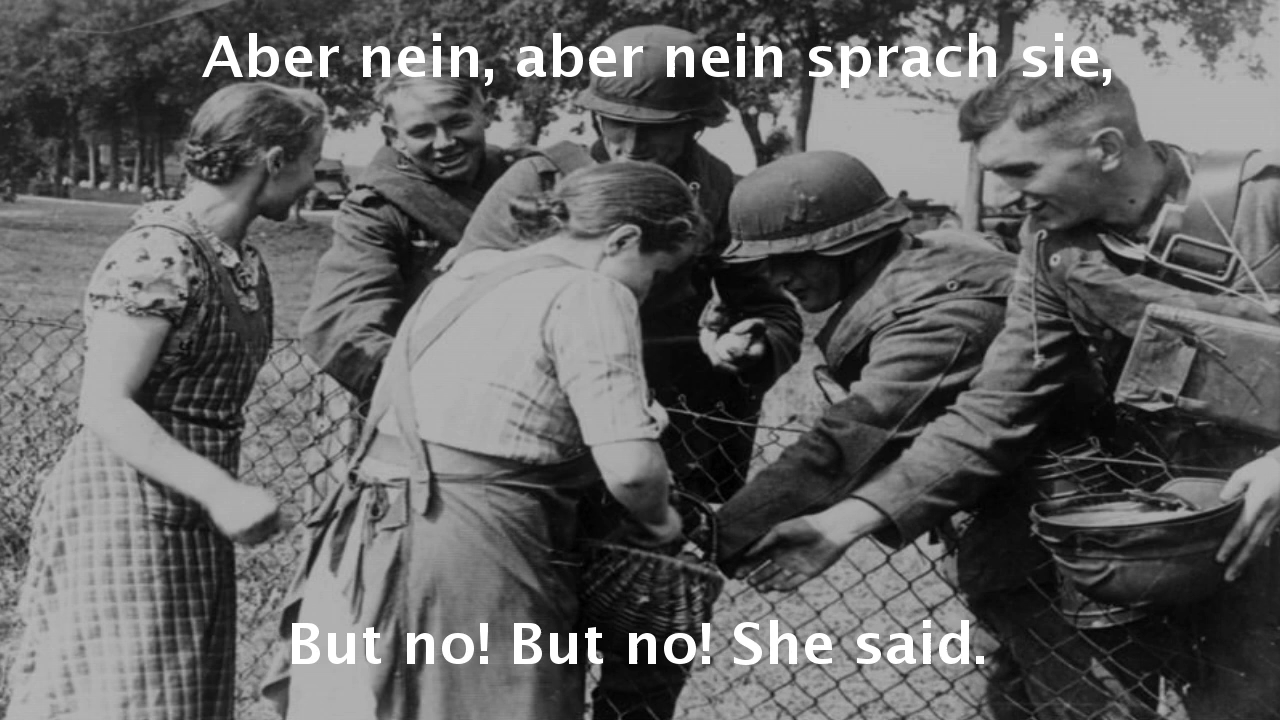 Aber nein, aber nein sprach sie,
But no! But no! She said.